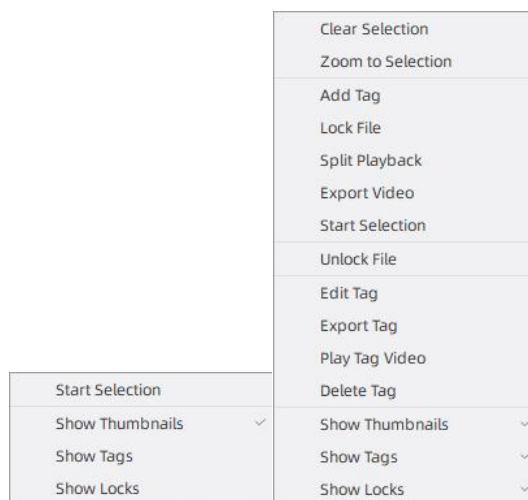 Start Selection
Show Thumbnails
Show Tags
Show Locks
Clear Selection
Zoom to Selection
Add Tag
Lock File
Split Playback
Export Video
Start Selection
Unlock File
Edit Tag
Export Tag
Play Tag Video
Delete Tag
Show Thumbnails
Show Tags
Show Locks